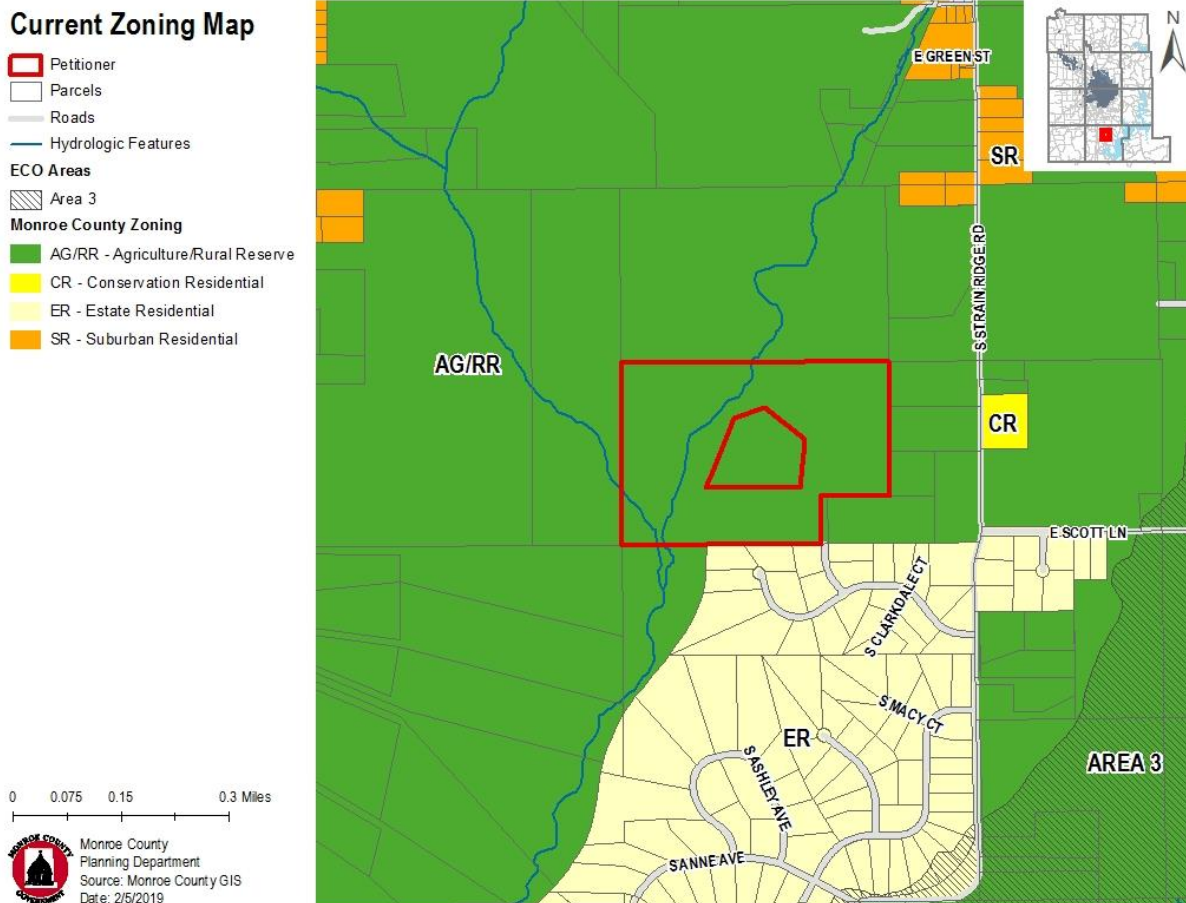 Current Zoning Map
Petitioner
Parcels
Roads
Hydrologic Features
ECO Areas
Area 3
Monroe County Zoning
AG/RR - Agriculture/Rural Reserve
CR - Conservation Residential
ER - Estate Residential
SR - Suburban Residential
0 0.075 0.15 0.3 Miles
MONROE COUNTY
GOVERNMENT
Monroe County
Planning Department
Source: Monroe County GIS
Date: 2/5/2019
N
E GREEN ST
SR
S STRAIN RIDGE RD
AG/RR
CR
E SCOTT LN
S CLARKDALE CT
S MACY CT
ER
S ASHLEY AVE
AREA 3
S ANNE AVE